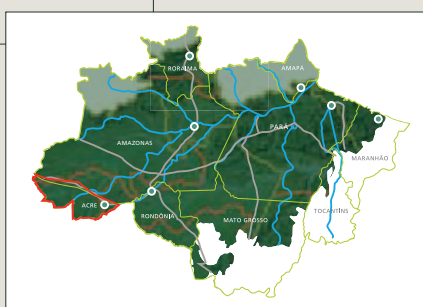 RORAIMA
AMAPÁ
PARÁ
AMAZONAS
MARANHÃO
ACRE
RONDÔNIA
MATO GROSSO
TOCANTINS